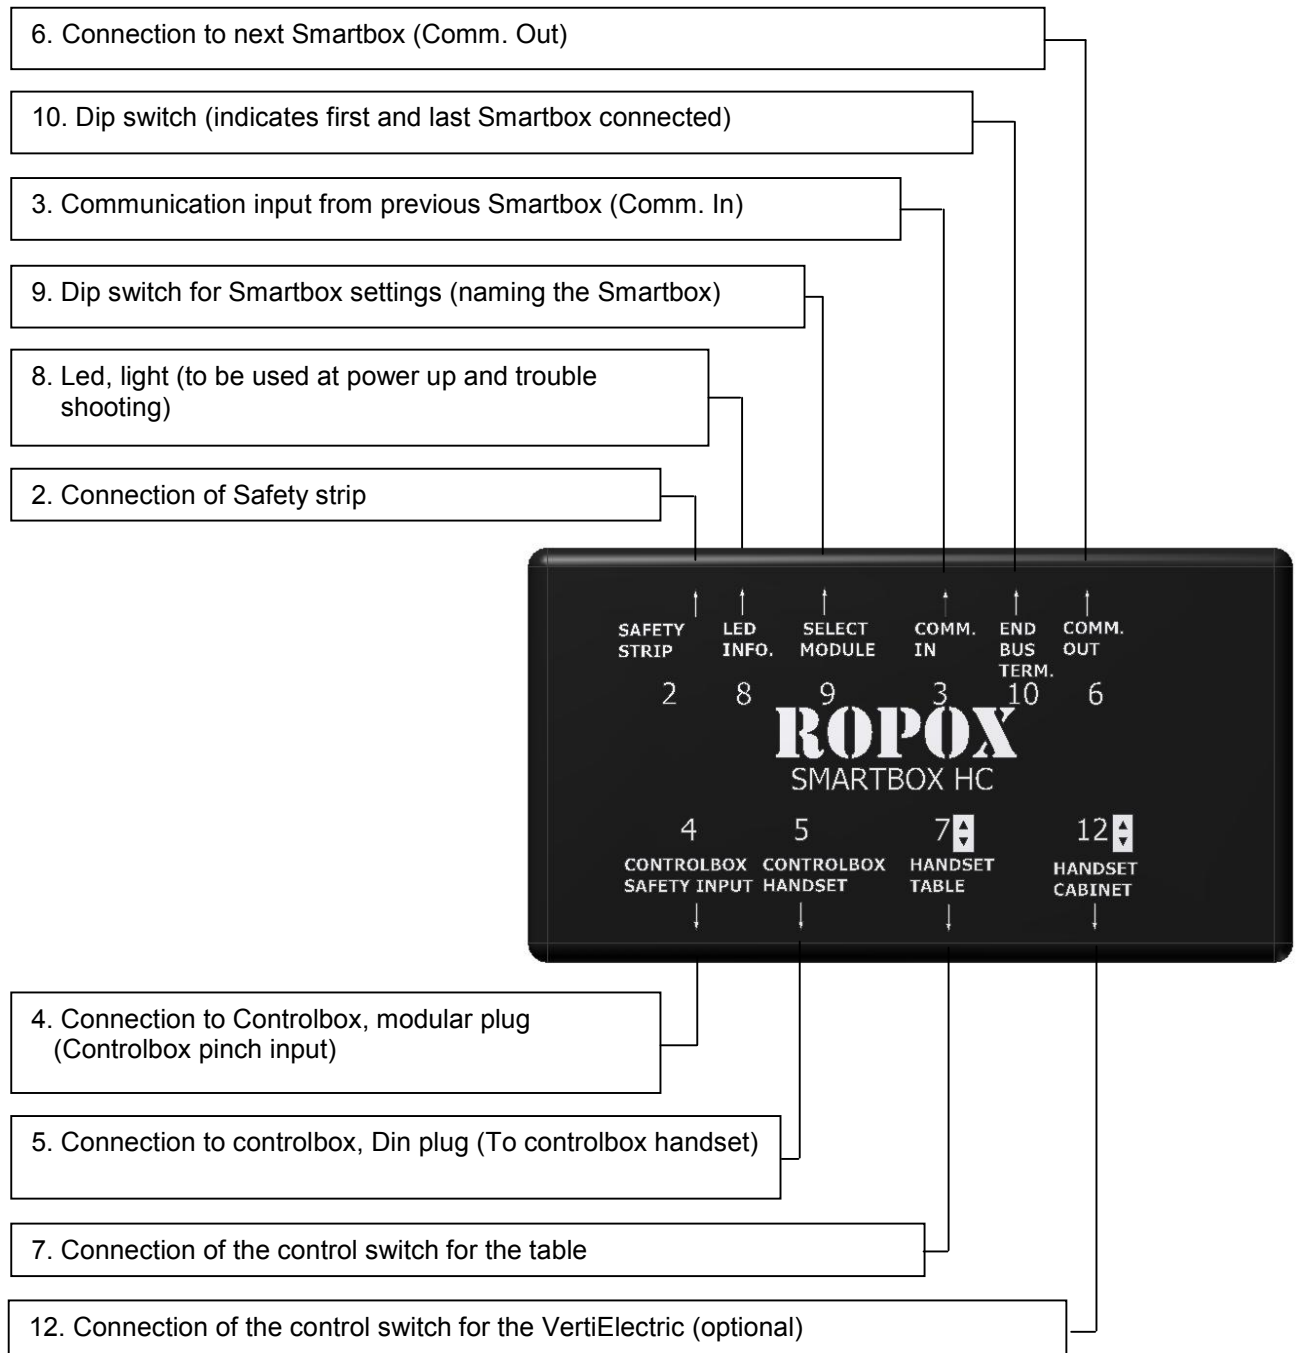 6. Connection to next Smartbox (Comm. Out)
10. Dip switch (indicates first and last Smartbox connected)
3. Communication input from previous Smartbox (Comm. In)
9. Dip switch for Smartbox settings (naming the Smartbox)
8. Led, light (to be used at power up and trouble
shooting)
2. Connection of Safety strip
SAFETY STRIP
LED INFO.
SELECT MODULE
COMM. IN
END BUS TERM.
COMM. OUT
2 8 9 3 10 6
ROPOX
SMARTBOX HC
4 5 7 12
CONTROLBOX SAFETY INPUT
CONTROLBOX HANDSET
HANDSET TABLE
HANDSET CABINET
4. Connection to Controlbox, modular plug
(Controlbox pinch input)
5. Connection to controlbox, Din plug (To controlbox handset)
7. Connection of the control switch for the table
12. Connection of the control switch for the VertiElectric (optional)